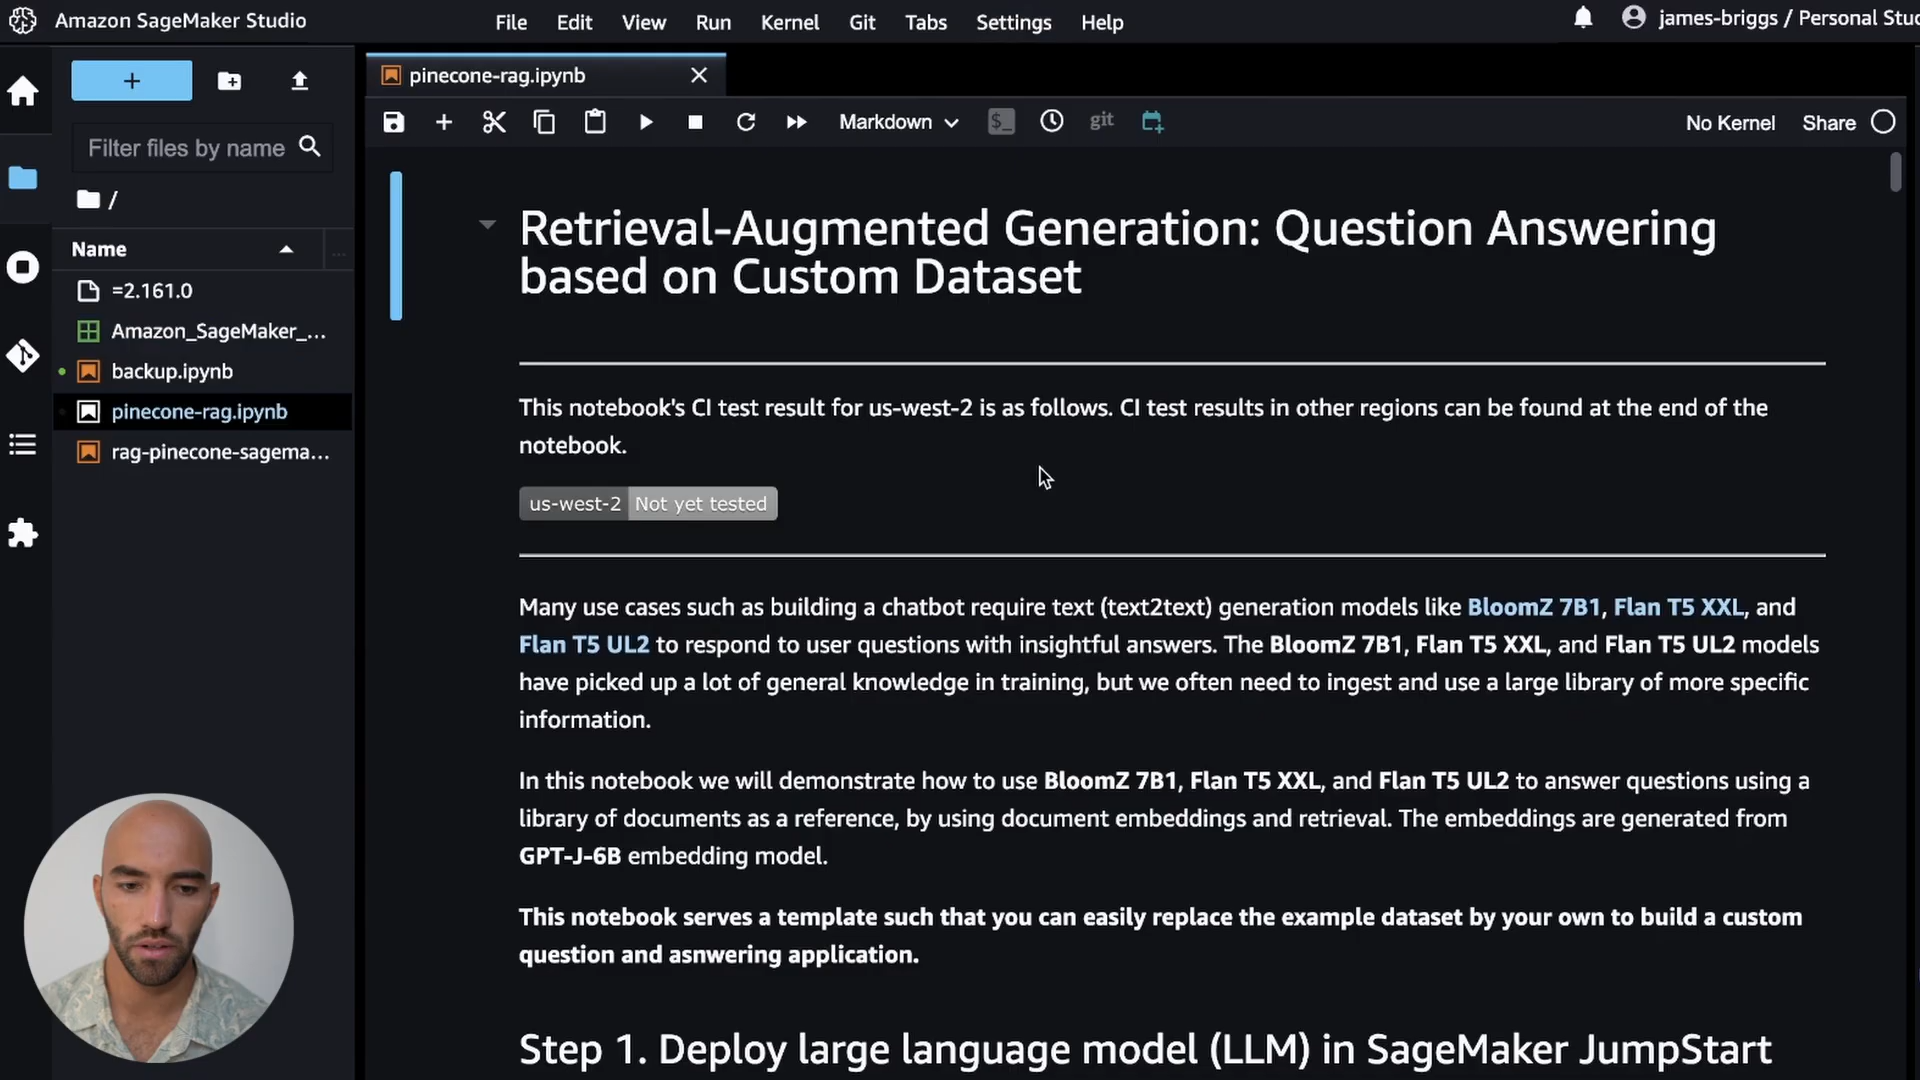 Amazon SageMaker Studio
File Edit View Run Kernel Git Tabs Settings Help
james-briggs / Personal Stu
pinecone-rag.ipynb
Filter files by name
/
Name
...
=2.161.0
Amazon_SageMaker_...
backup.ipynb
pinecone-rag.ipynb
rag-pinecone-sagema...
Markdown
$_
git
No Kernel
Share
Retrieval-Augmented Generation: Question Answering
based on Custom Dataset
This notebook's CI test result for us-west-2 is as follows. CI test results in other regions can be found at the end of the
notebook.
us-west-2 Not yet tested
Many use cases such as building a chatbot require text (text2text) generation models like BloomZ 7B1, Flan T5 XXL, and
Flan T5 UL2 to respond to user questions with insightful answers. The BloomZ 7B1, Flan T5 XXL, and Flan T5 UL2 models
have picked up a lot of general knowledge in training, but we often need to ingest and use a large library of more specific
information.
In this notebook we will demonstrate how to use BloomZ 7B1, Flan T5 XXL, and Flan T5 UL2 to answer questions using a
library of documents as a reference, by using document embeddings and retrieval. The embeddings are generated from
GPT-J-6B embedding model.
This notebook serves a template such that you can easily replace the example dataset by your own to build a custom
question and asnwering application.
Step 1. Deploy large language model (LLM) in SageMaker JumpStart